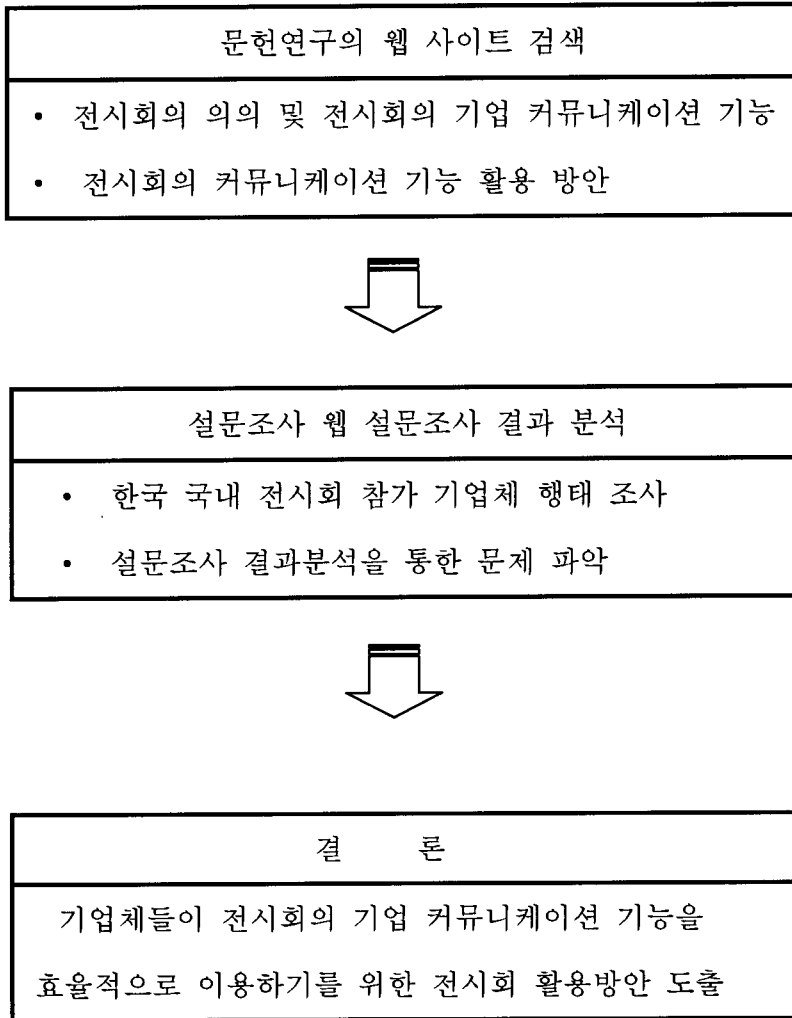 문헌연구의 웹 사이트 검색
• 전시회의 의의 및 전시회의 기업 커뮤니케이션 기능
• 전시회의 커뮤니케이션 기능 활용 방안
설문조사 웹 설문조사 결과 분석
• 한국 국내 전시회 참가 기업체 행태 조사
• 설문조사 결과분석을 통한 문제 파악
결 론
기업체들이 전시회의 기업 커뮤니케이션 기능을
효율적으로 이용하기를 위한 전시회 활용방안 도출